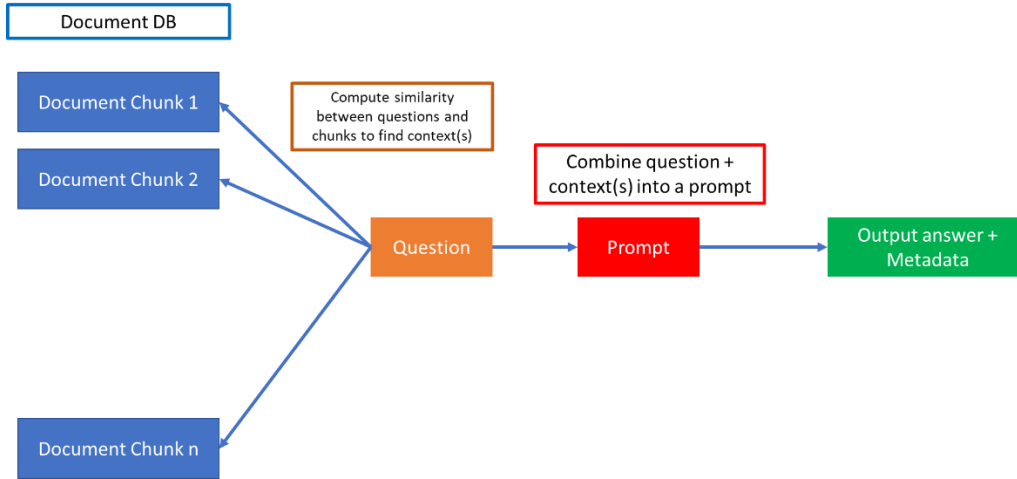 Document DB
Document Chunk 1
Compute similarity
between questions and
chunks to find context(s)
Document Chunk 2
Combine question +
context(s) into a prompt
Question
Prompt
Output answer +
Metadata
Document Chunk n